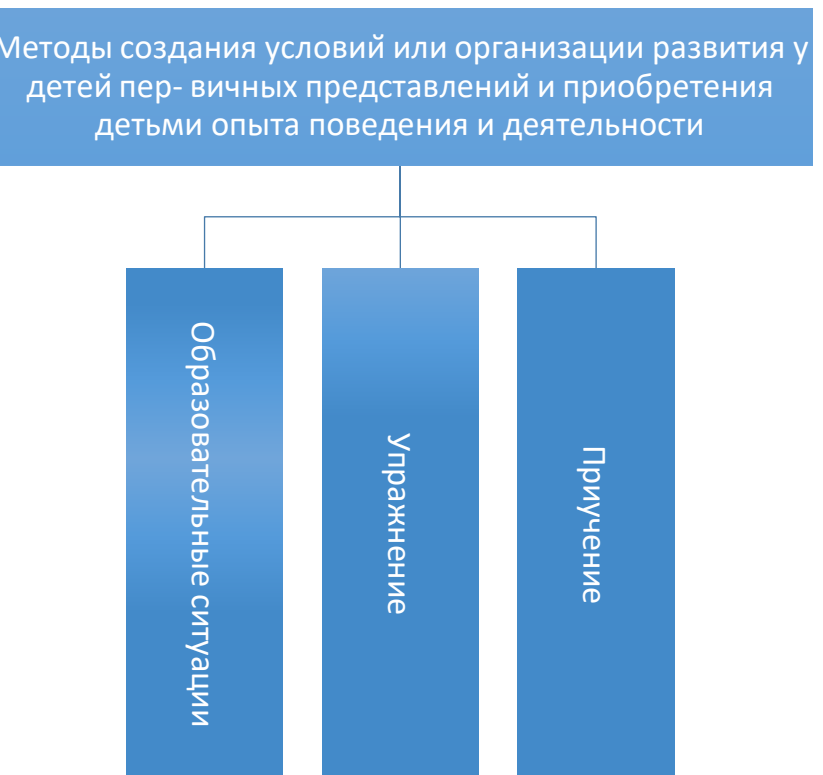 Методы создания условий или организации развития у
детей пер- вичных представлений и приобретения
детьми опыта поведения и деятельности
Образовательные ситуации
Упражнение
Приучение